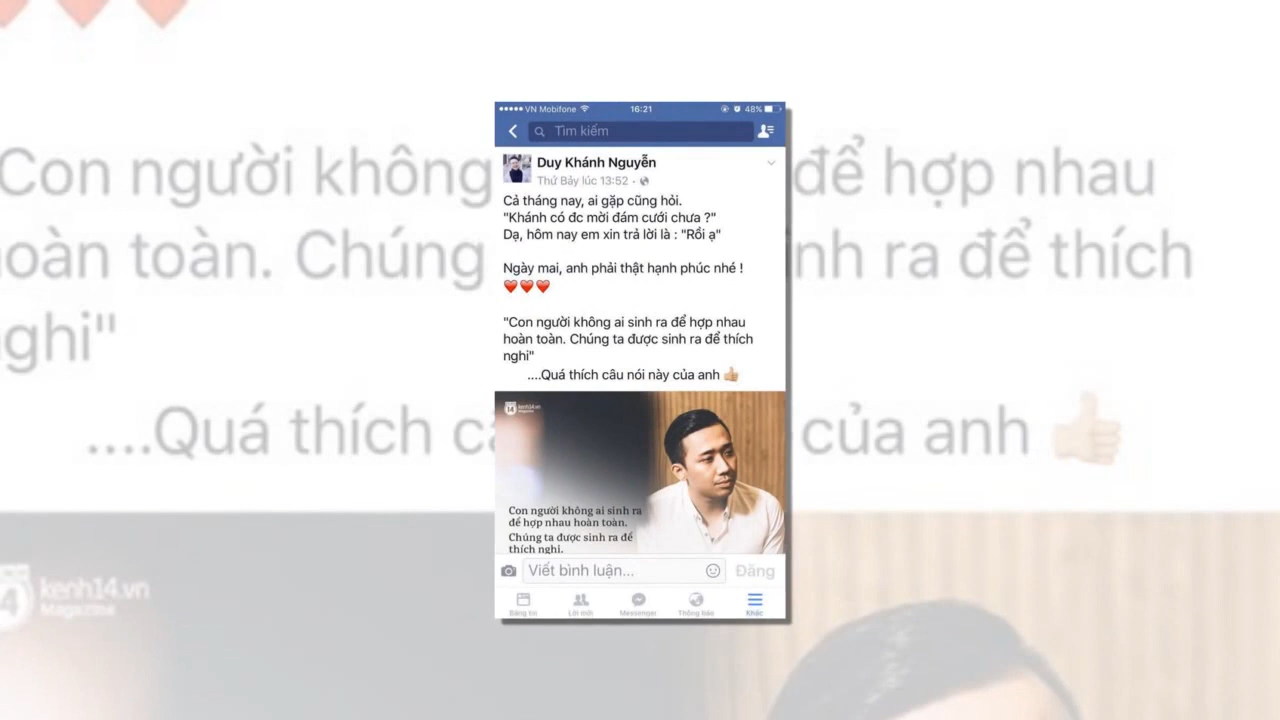 VN Mobifone
16:21
48%
Tìm kiếm
Duy Khánh Nguyễn
Thứ Bảy lúc 13:52
Cả tháng nay, ai gặp cũng hỏi.
"Khánh có đc mời đám cưới chưa ?"
Dạ, hôm nay em xin trả lời là : "Rồi ạ"
Ngày mai, anh phải thật hạnh phúc nhé !
❤️❤️❤️
"Con người không ai sinh ra để hợp nhau
hoàn toàn. Chúng ta được sinh ra để thích
nghi"
....Quá thích câu nói này của anh 👍🏼
14 kenh14.vn
magazine
Con người không ai sinh ra
để hợp nhau hoàn toàn.
Chúng ta được sinh ra để
thích nghi.
Viết bình luận...
Đăng
Bảng tin
Lời mời
Messenger
Thông báo
Khác
"Con người không
để hợp nhau
oàn toàn. Chúng
nh ra để thích
ghi"
....Quá thích c
của anh 👍🏼
4 kenh14.vn
magazine